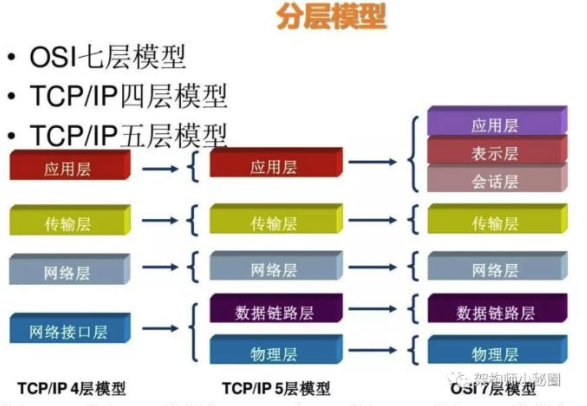 分层模型
• OSI七层模型
• TCP/IP四层模型
• TCP/IP五层模型
应用层
传输层
网络层
网络接口层
TCP/IP 4层模型
应用层
传输层
网络层
数据链路层
物理层
TCP/IP 5层模型
应用层
表示层
会话层
传输层
网络层
数据链路层
物理层
OSI 7层模型
架构师小秘圈